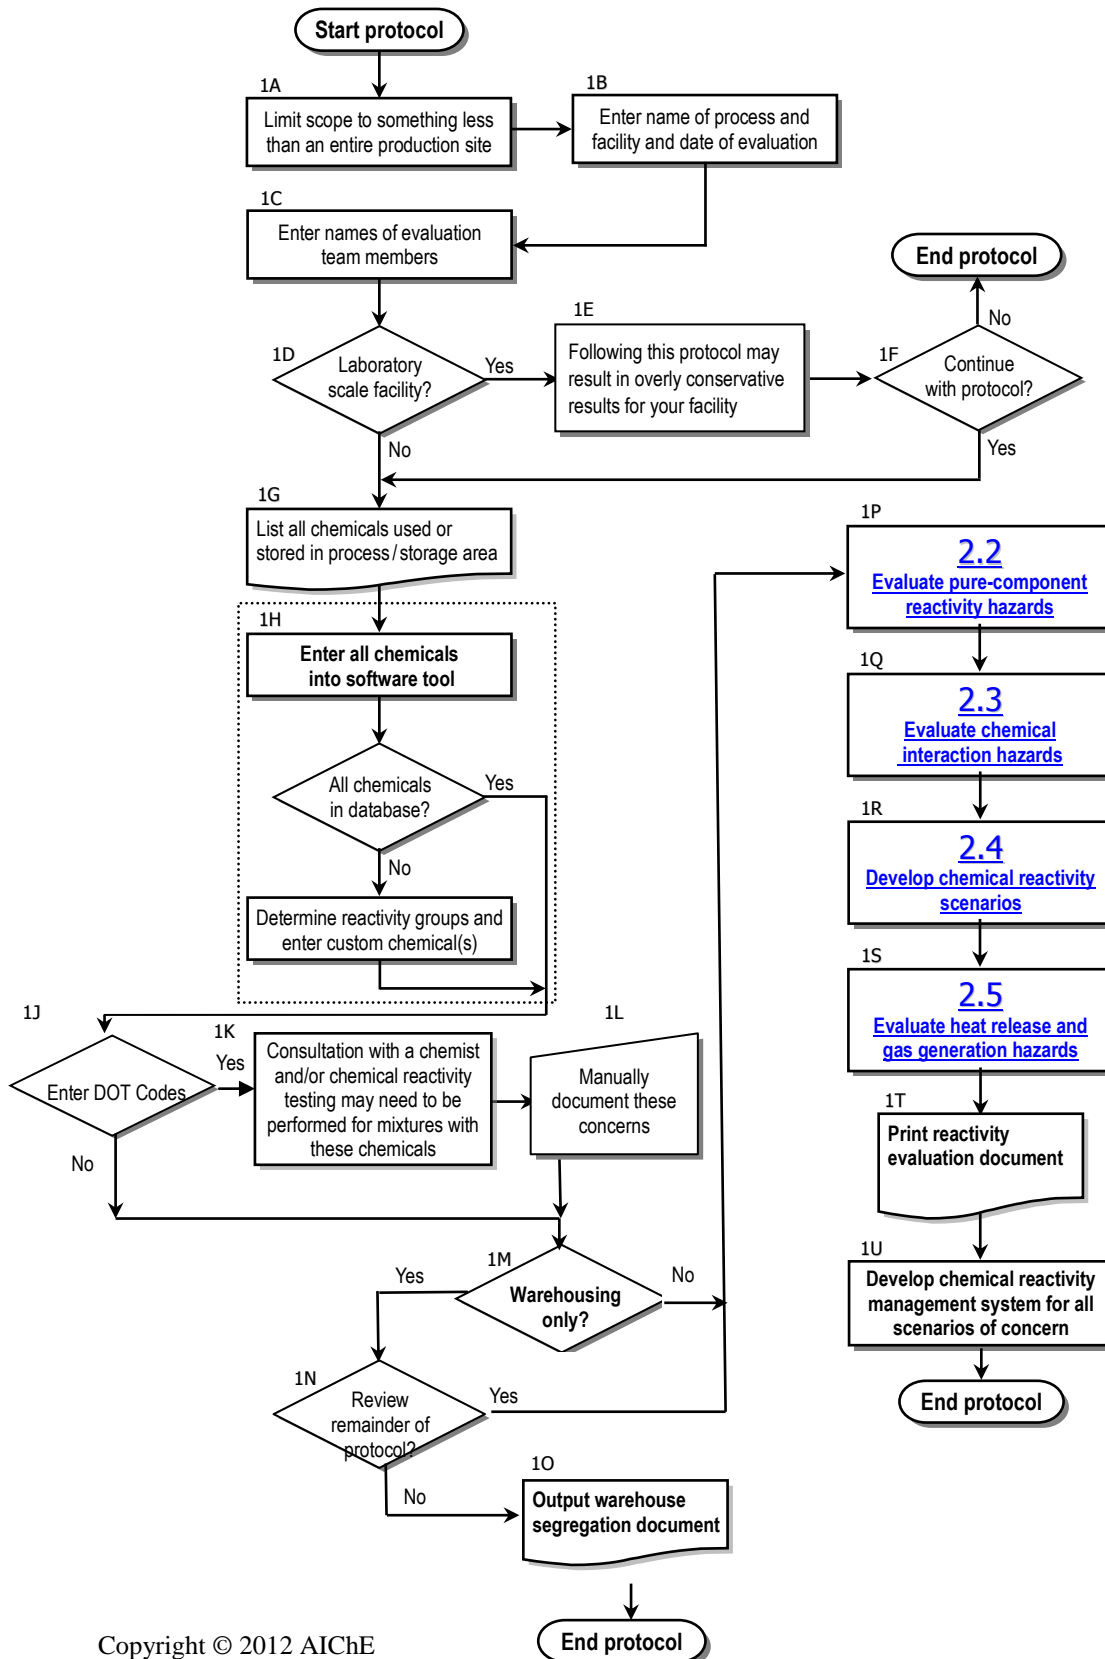 Start protocol
1A
Limit scope to something less
than an entire production site
1B
Enter name of process and
facility and date of evaluation
1C
Enter names of evaluation
team members
End protocol
No
1D
Laboratory
scale facility?
Yes
No
1E
Following this protocol may
result in overly conservative
results for your facility
1F
Continue
with protocol?
Yes
1G
List all chemicals used or
stored in process/storage area
1H
Enter all chemicals
into software tool
All chemicals
in database?
Yes
No
Determine reactivity groups and
enter custom chemical(s)
1J
Enter DOT Codes
Yes
No
1K
Consultation with a chemist
and/or chemical reactivity
testing may need to be
performed for mixtures with
these chemicals
1L
Manually
document these
concerns
1M
Warehousing
only?
Yes
No
1N
Review
remainder of
protocol?
Yes
No
1O
Output warehouse
segregation document
End protocol
1P
2.2
Evaluate pure-component
reactivity hazards
1Q
2.3
Evaluate chemical
interaction hazards
1R
2.4
Develop chemical reactivity
scenarios
1S
2.5
Evaluate heat release and
gas generation hazards
1T
Print reactivity
evaluation document
1U
Develop chemical reactivity
management system for all
scenarios of concern
End protocol
Copyright © 2012 AIChE